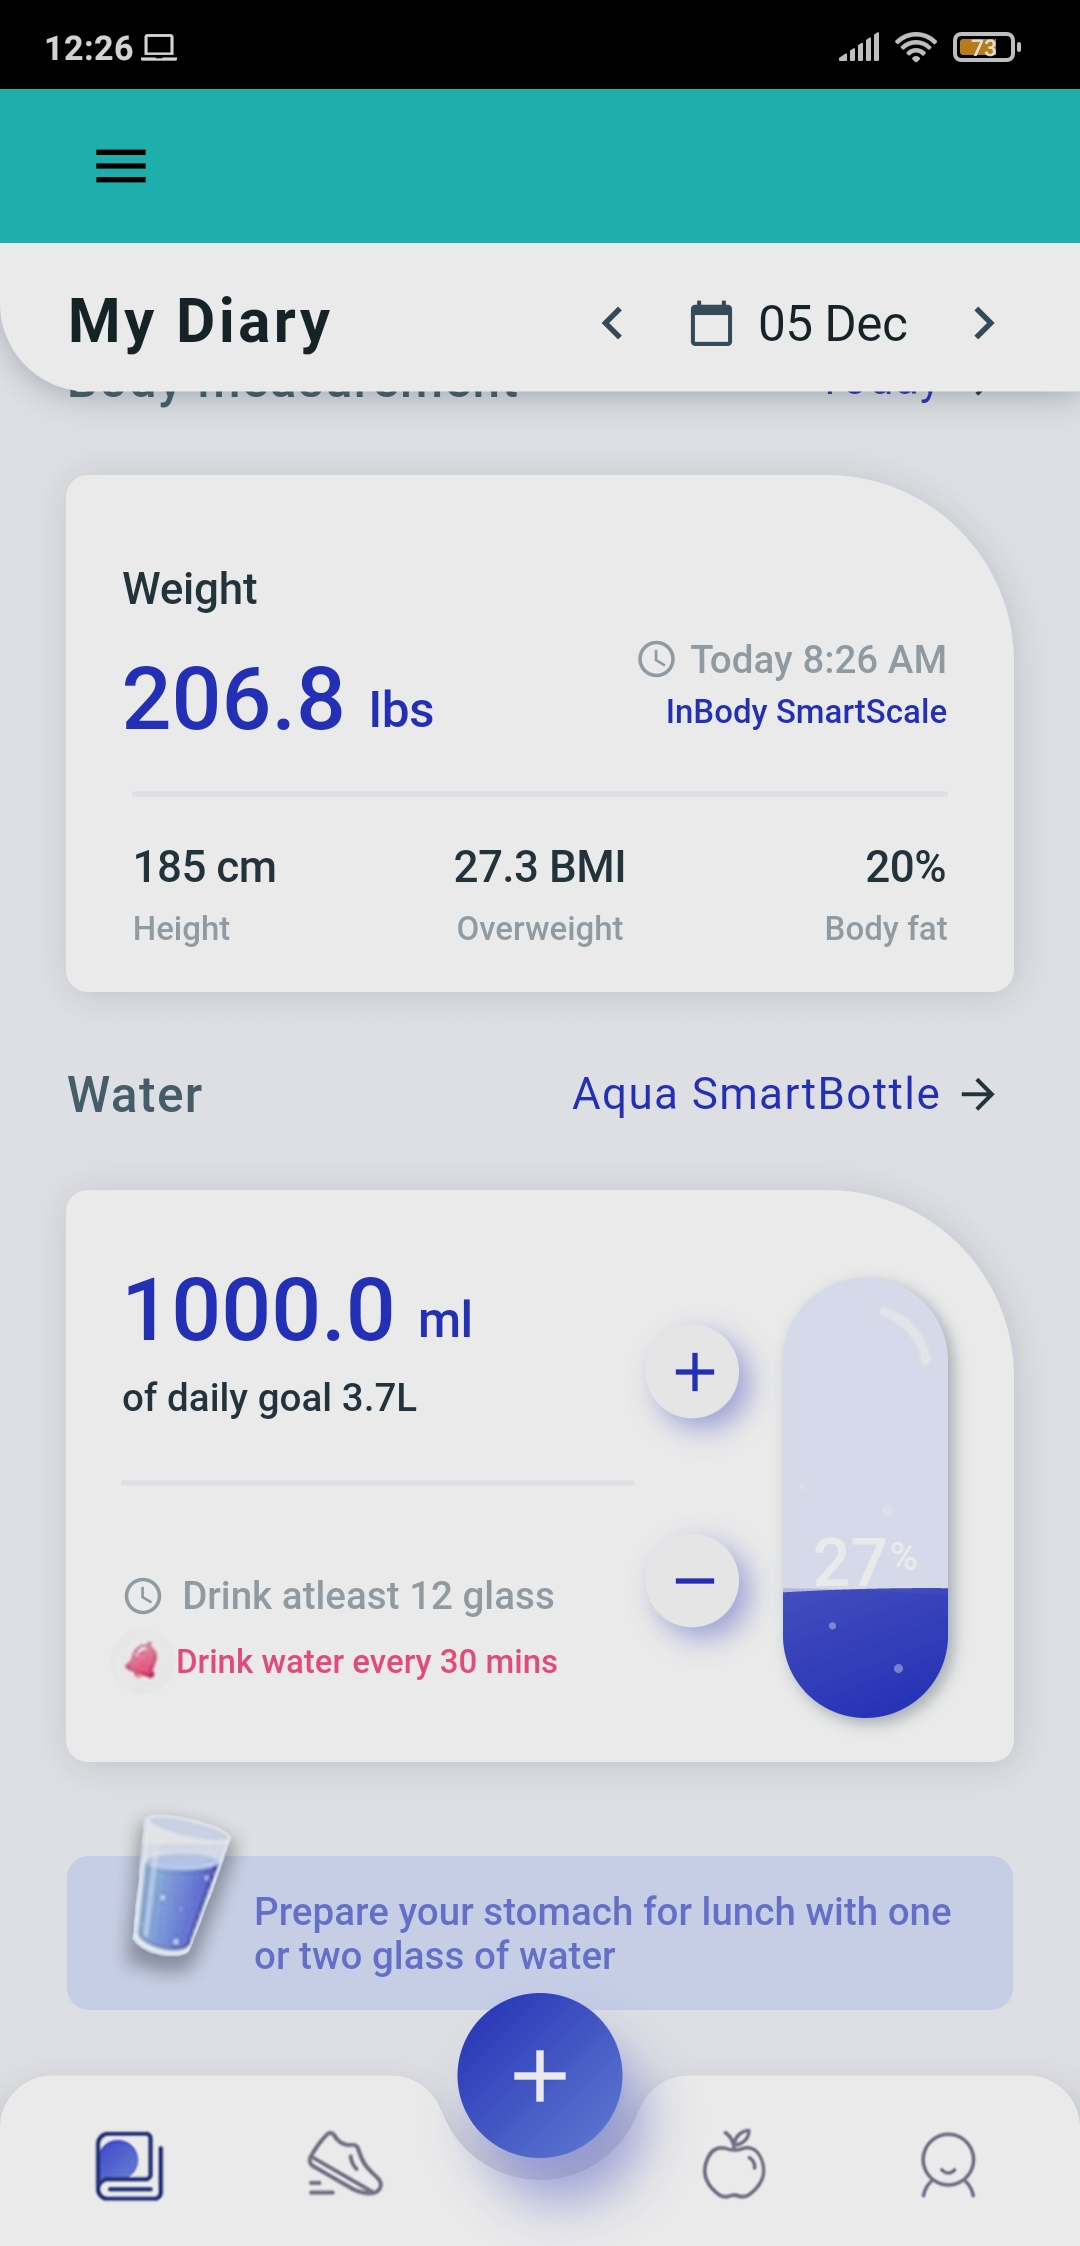 12:26
73
My Diary
05 Dec
Body measurement
Today
Weight
206.8 lbs
Today 8:26 AM
InBody SmartScale
185 cm
27.3 BMI
20%
Height
Overweight
Body fat
Water
Aqua SmartBottle
1000.0 ml
of daily goal 3.7L
27%
Drink atleast 12 glass
Drink water every 30 mins
Prepare your stomach for lunch with one
or two glass of water